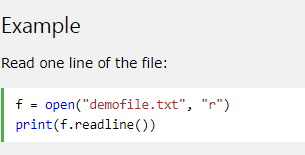 Example
Read one line of the file:
f = open("demofile.txt", "r")
print(f.readline())